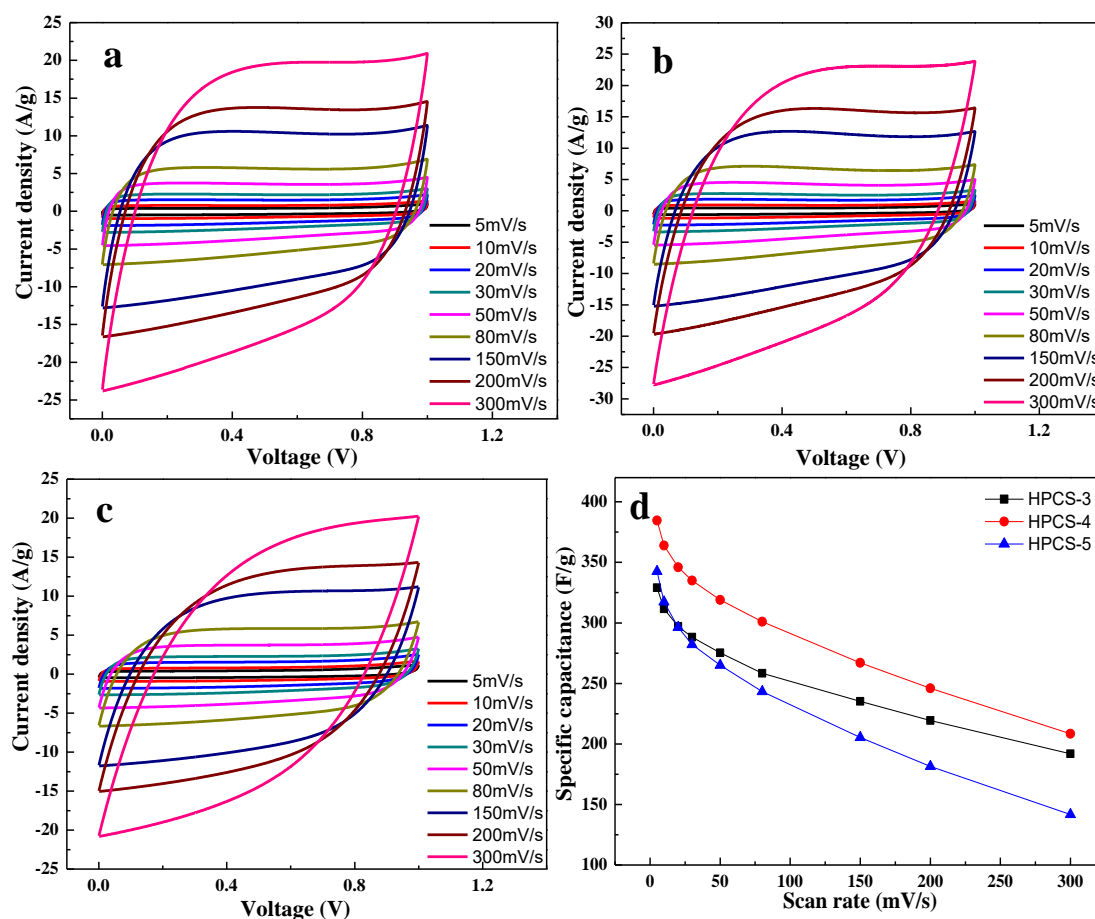 a
Current density (A/g)
25
20
15
10
5
0
-5
-10
-15
-20
-25
0.0 0.4 0.8 1.2
Voltage (V)
5mV/s
10mV/s
20mV/s
30mV/s
50mV/s
80mV/s
150mV/s
200mV/s
300mV/s
b
Current density (A/g)
30
25
20
15
10
5
0
-5
-10
-15
-20
-25
-30
0.0 0.4 0.8 1.2
Voltage (V)
5mV/s
10mV/s
20mV/s
30mV/s
50mV/s
80mV/s
150mV/s
200mV/s
300mV/s
c
Current density (A/g)
25
20
15
10
5
0
-5
-10
-15
-20
-25
0.0 0.4 0.8 1.2
Voltage (V)
5mV/s
10mV/s
20mV/s
30mV/s
50mV/s
80mV/s
150mV/s
200mV/s
300mV/s
d
Specific capacitance (F/g)
400
350
300
250
200
150
100
0 50 100 150 200 250 300
Scan rate (mV/s)
HPCS-3
HPCS-4
HPCS-5